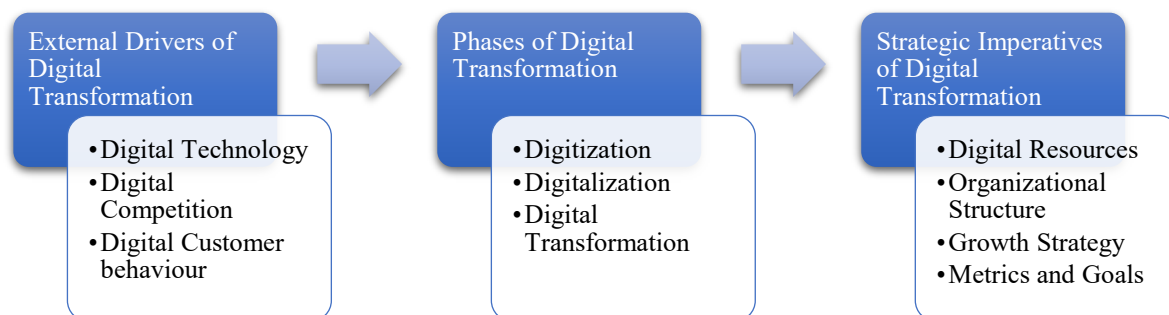 External Drivers of
Digital
Transformation
•Digital Technology
•Digital
Competition
•Digital Customer
behaviour
Phases of Digital
Transformation
•Digitization
•Digitalization
•Digital
Transformation
Strategic Imperatives
of Digital
Transformation
•Digital Resources
•Organizational
Structure
•Growth Strategy
•Metrics and Goals